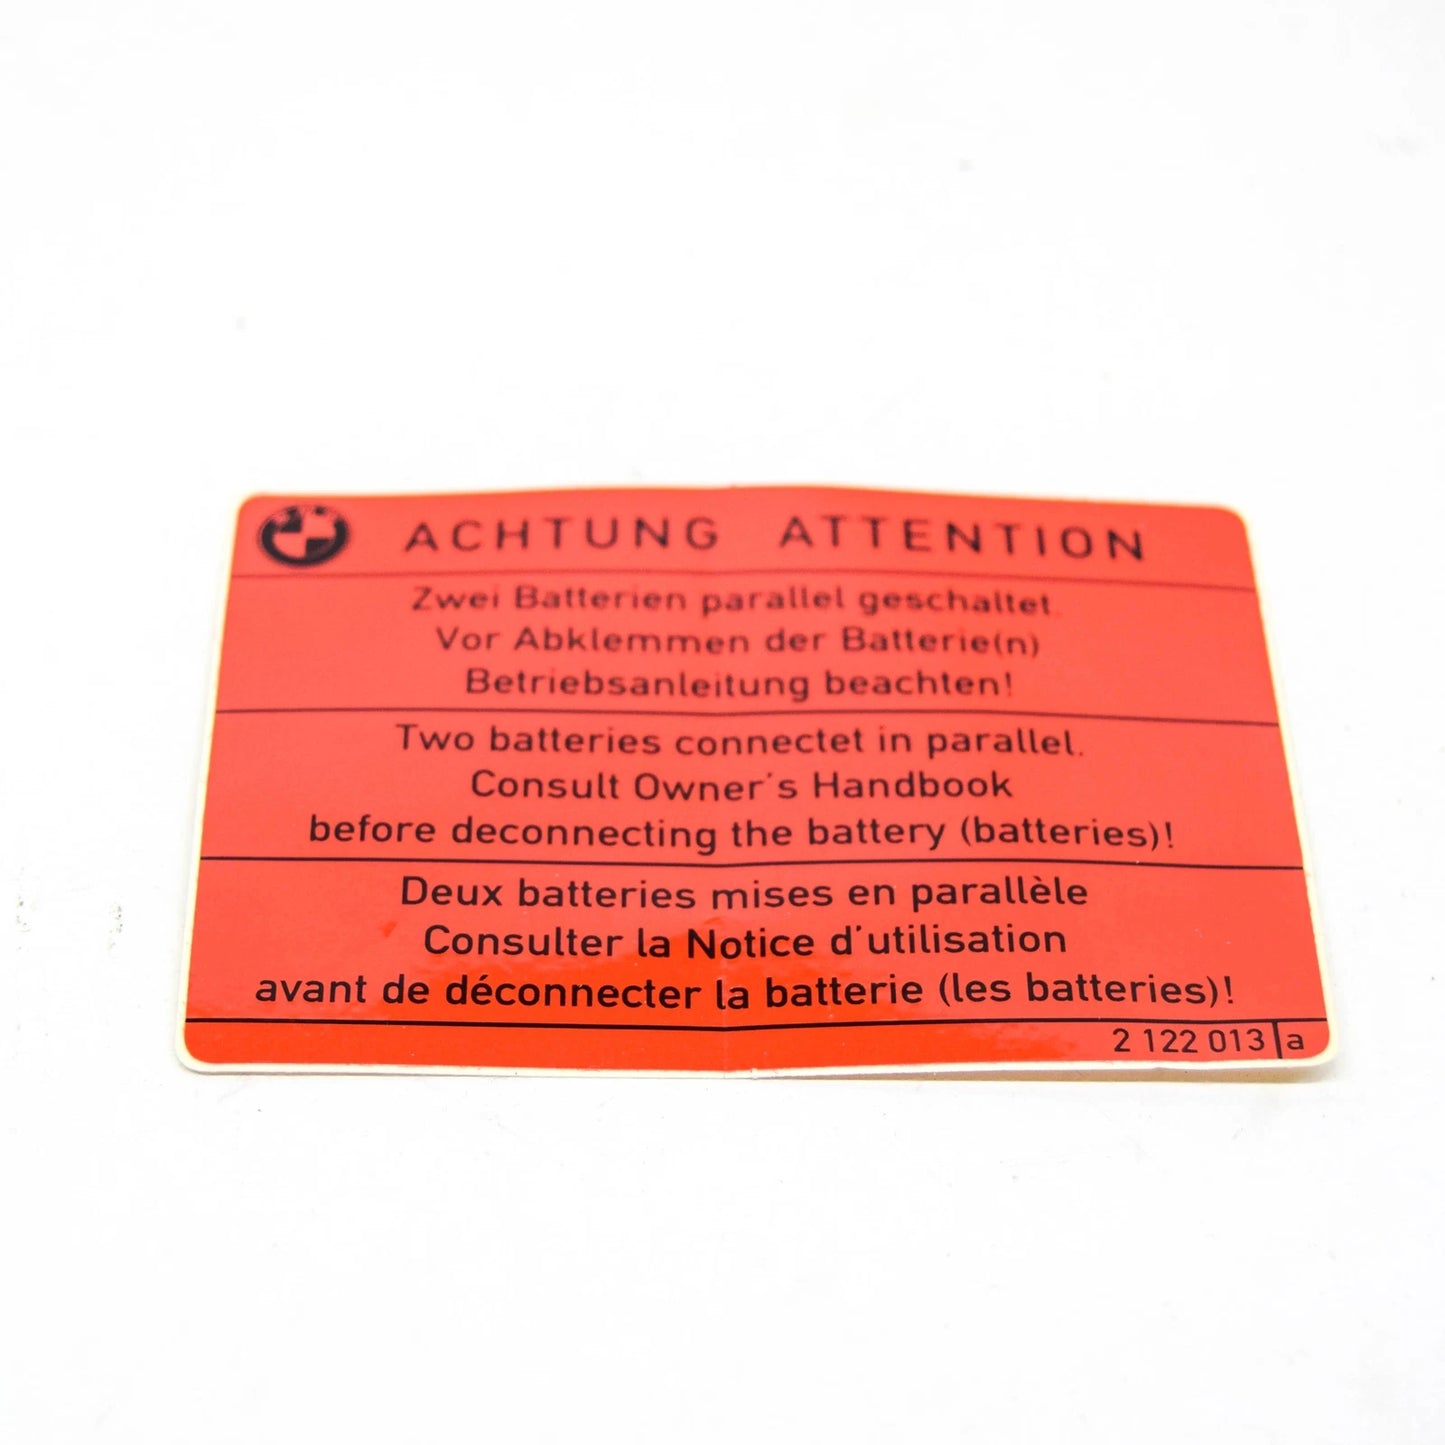 ACHTUNG ATTENTION
Zwei Batterien parallel geschaltet.
Vor Abklemmen der Batterie(n)
Betriebsanleitung beachten!
Two batteries connectet in parallel.
Consult Owner's Handbook
before deconnecting the battery (batteries)!
Deux batteries mises en parallèle
Consulter la Notice d'utilisation
avant de déconnecter la batterie (les batteries)!
2 122 013 a